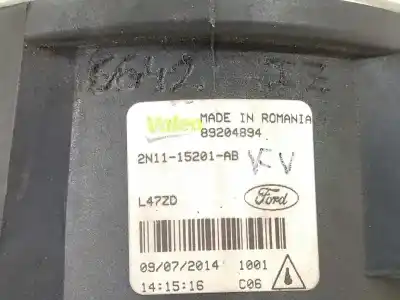 6642 JZ
Valeo
MADE IN ROMANIA
89204894
2N11-15201-AB
L47ZD
Ford
09/07/2014 1001
14:15:16 C06